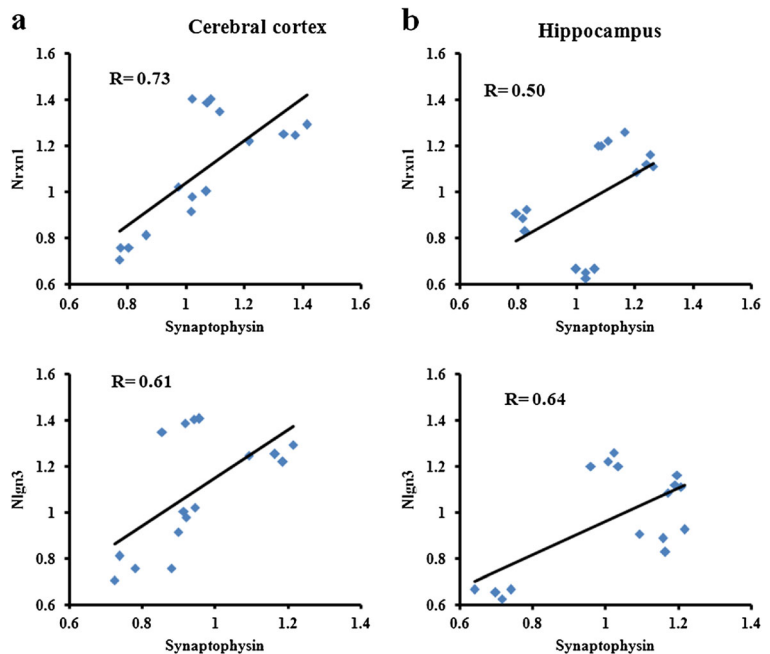 a
Cerebral cortex
R= 0.73
Nrxn1
1.6
1.4
1.2
1
0.8
0.6
0.6 0.8 1 1.2 1.4 1.6
Synaptophysin
b
Hippocampus
R= 0.50
Nrxn1
1.6
1.4
1.2
1
0.8
0.6
0.6 0.8 1 1.2 1.4 1.6
Synaptophysin
R= 0.61
Nlgn3
1.6
1.4
1.2
1
0.8
0.6
0.6 0.8 1 1.2 1.4
Synaptophysin
R= 0.64
Nlgn3
1.6
1.4
1.2
1
0.8
0.6
0.6 0.8 1 1.2 1.4
Synaptophysin